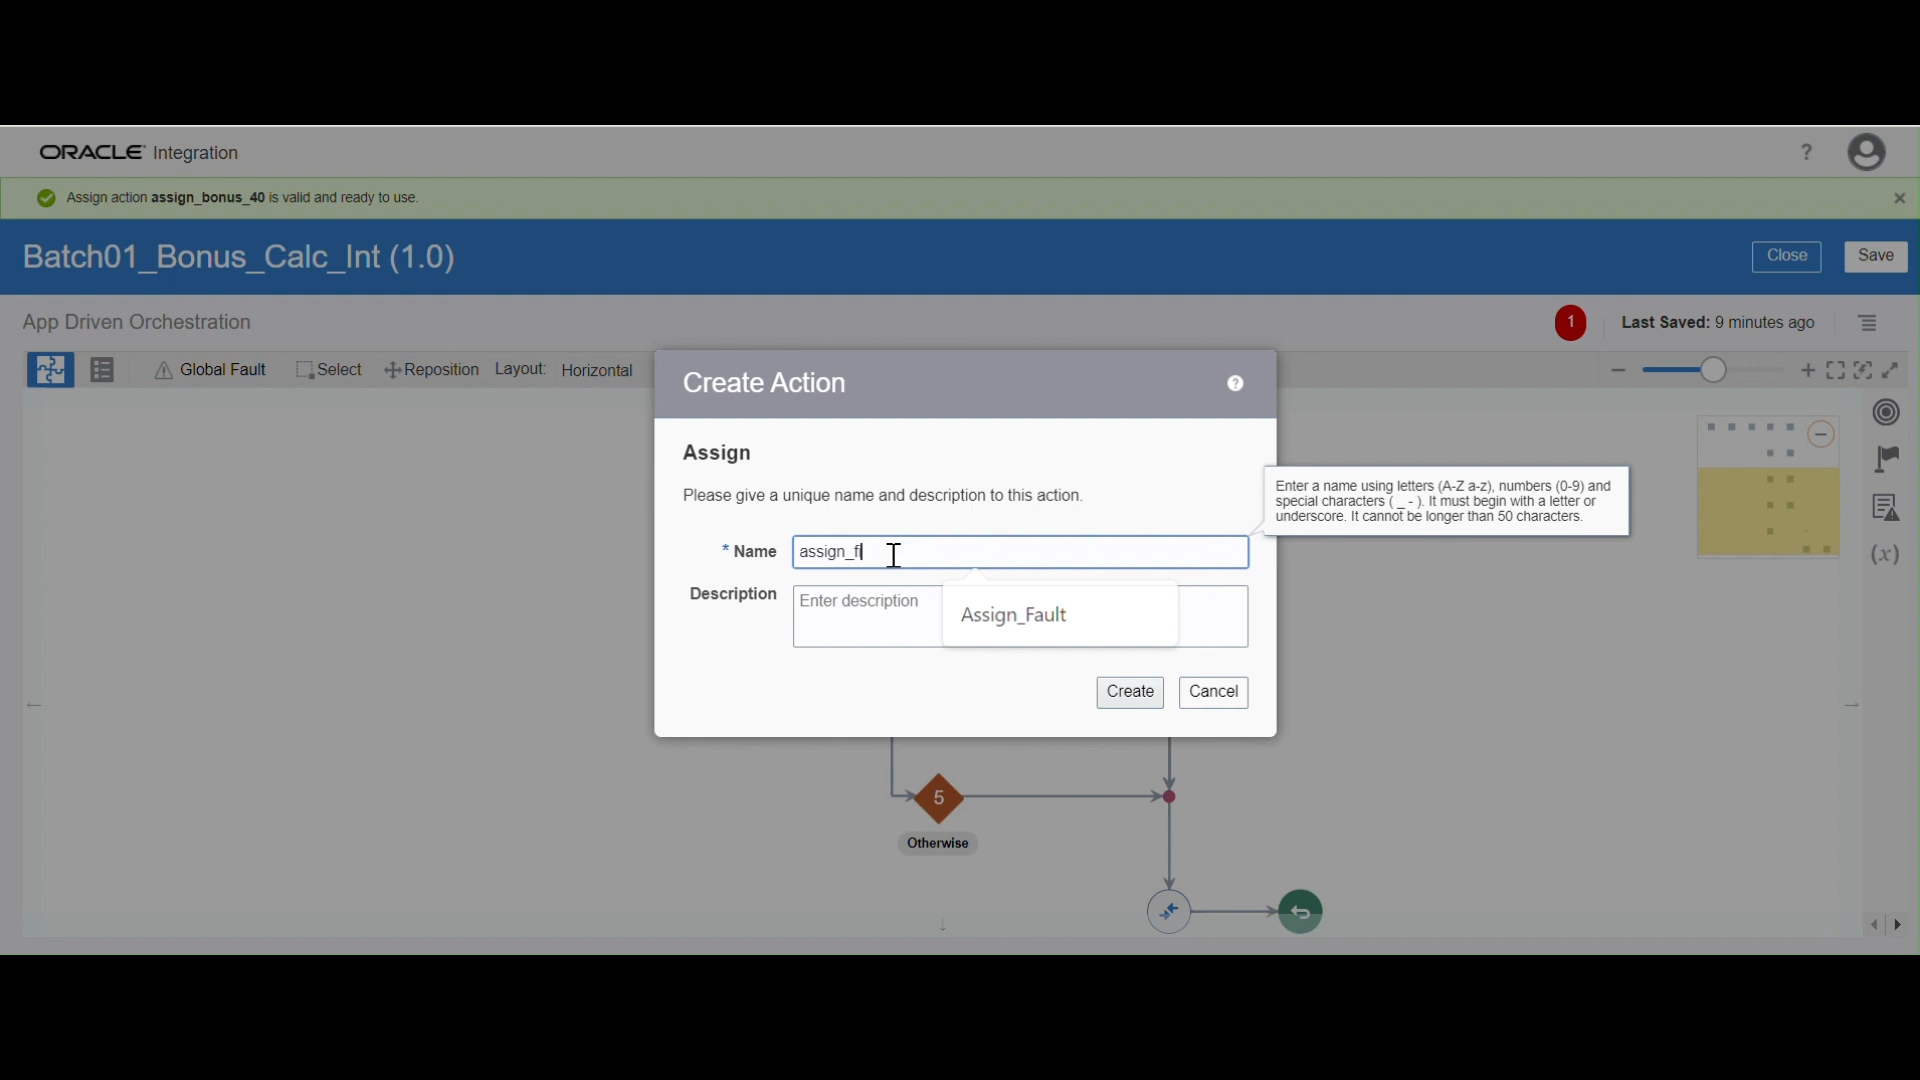 ORACLE Integration
?
Assign action assign_bonus_40 is valid and ready to use.
Batch01_Bonus_Calc_Int (1.0)
Close
Save
App Driven Orchestration
1
Last Saved: 9 minutes ago
Global Fault
Select
Reposition
Layout:
Horizontal
Create Action
?
Assign
Please give a unique name and description to this action.
Enter a name using letters (A-Z a-z), numbers (0-9) and
special characters ( _ - ). It must begin with a letter or
underscore. It cannot be longer than 50 characters.
(x)
* Name
assign_f
Description
Enter description
Assign_Fault
Create
Cancel
5
Otherwise